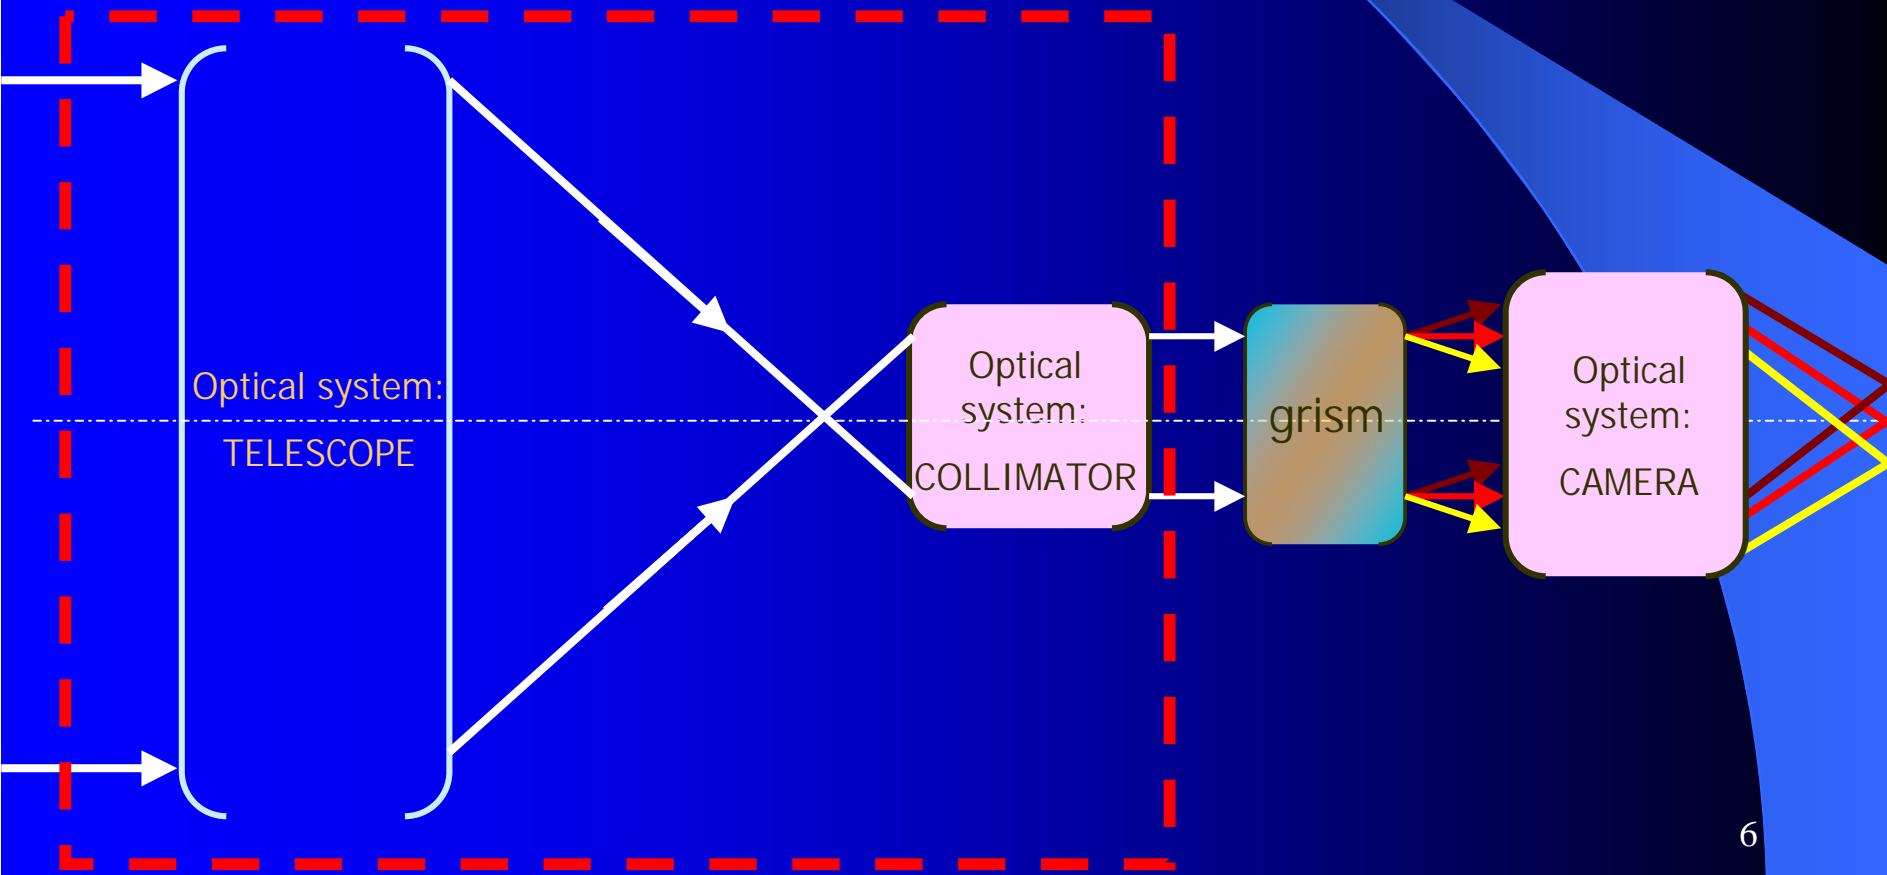 Optical system:
TELESCOPE
Optical
system:
COLLIMATOR
grism
Optical
system:
CAMERA
6